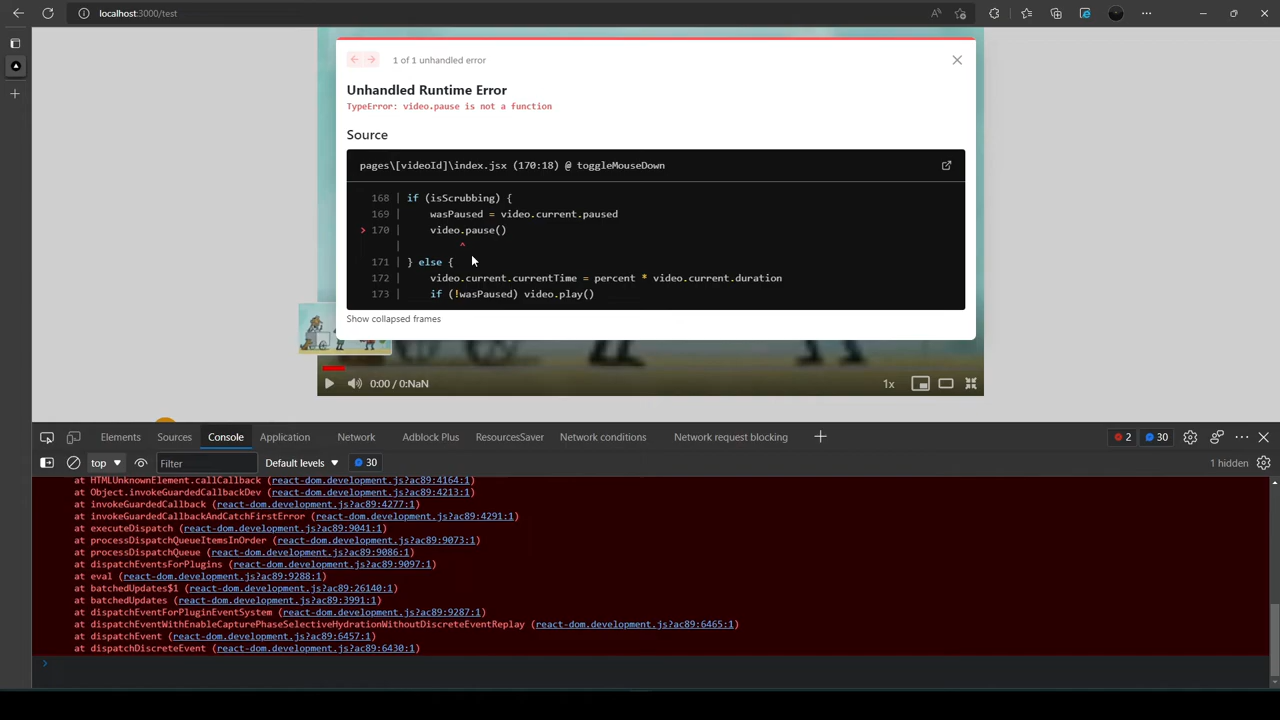 localhost:3000/test
1 of 1 unhandled error
Unhandled Runtime Error
TypeError: video.pause is not a function
Source
pages\[videoId]\index.jsx (170:18) @ toggleMouseDown
168 | if (isScrubbing) {
169 | wasPaused = video.current.paused
> 170 | video.pause()
| ^
171 | } else {
172 | video.current.currentTime = percent * video.current.duration
173 | if (!wasPaused) video.play()
Show collapsed frames
0:00 / 0:NaN
1x
Elements Sources Console Application Network Adblock Plus ResourcesSaver Network conditions Network request blocking 2 30
top Filter Default levels 30 1 hidden
at HTMLUnknownElement.callCallback (react-dom.development.js?ac89:4164:1)
at Object.invokeGuardedCallbackDev (react-dom.development.js?ac89:4213:1)
at invokeGuardedCallback (react-dom.development.js?ac89:4277:1)
at invokeGuardedCallbackAndCatchFirstError (react-dom.development.js?ac89:4291:1)
at executeDispatch (react-dom.development.js?ac89:9041:1)
at processDispatchQueueItemsInOrder (react-dom.development.js?ac89:9073:1)
at processDispatchQueue (react-dom.development.js?ac89:9086:1)
at dispatchEventsForPlugins (react-dom.development.js?ac89:9097:1)
at eval (react-dom.development.js?ac89:9288:1)
at batchedUpdates$1 (react-dom.development.js?ac89:26140:1)
at batchedUpdates (react-dom.development.js?ac89:3991:1)
at dispatchEventForPluginEventSystem (react-dom.development.js?ac89:9287:1)
at dispatchEventWithEnableCapturePhaseSelectiveHydrationWithoutDiscreteEventReplay (react-dom.development.js?ac89:6465:1)
at dispatchEvent (react-dom.development.js?ac89:6457:1)
at dispatchDiscreteEvent (react-dom.development.js?ac89:6430:1)